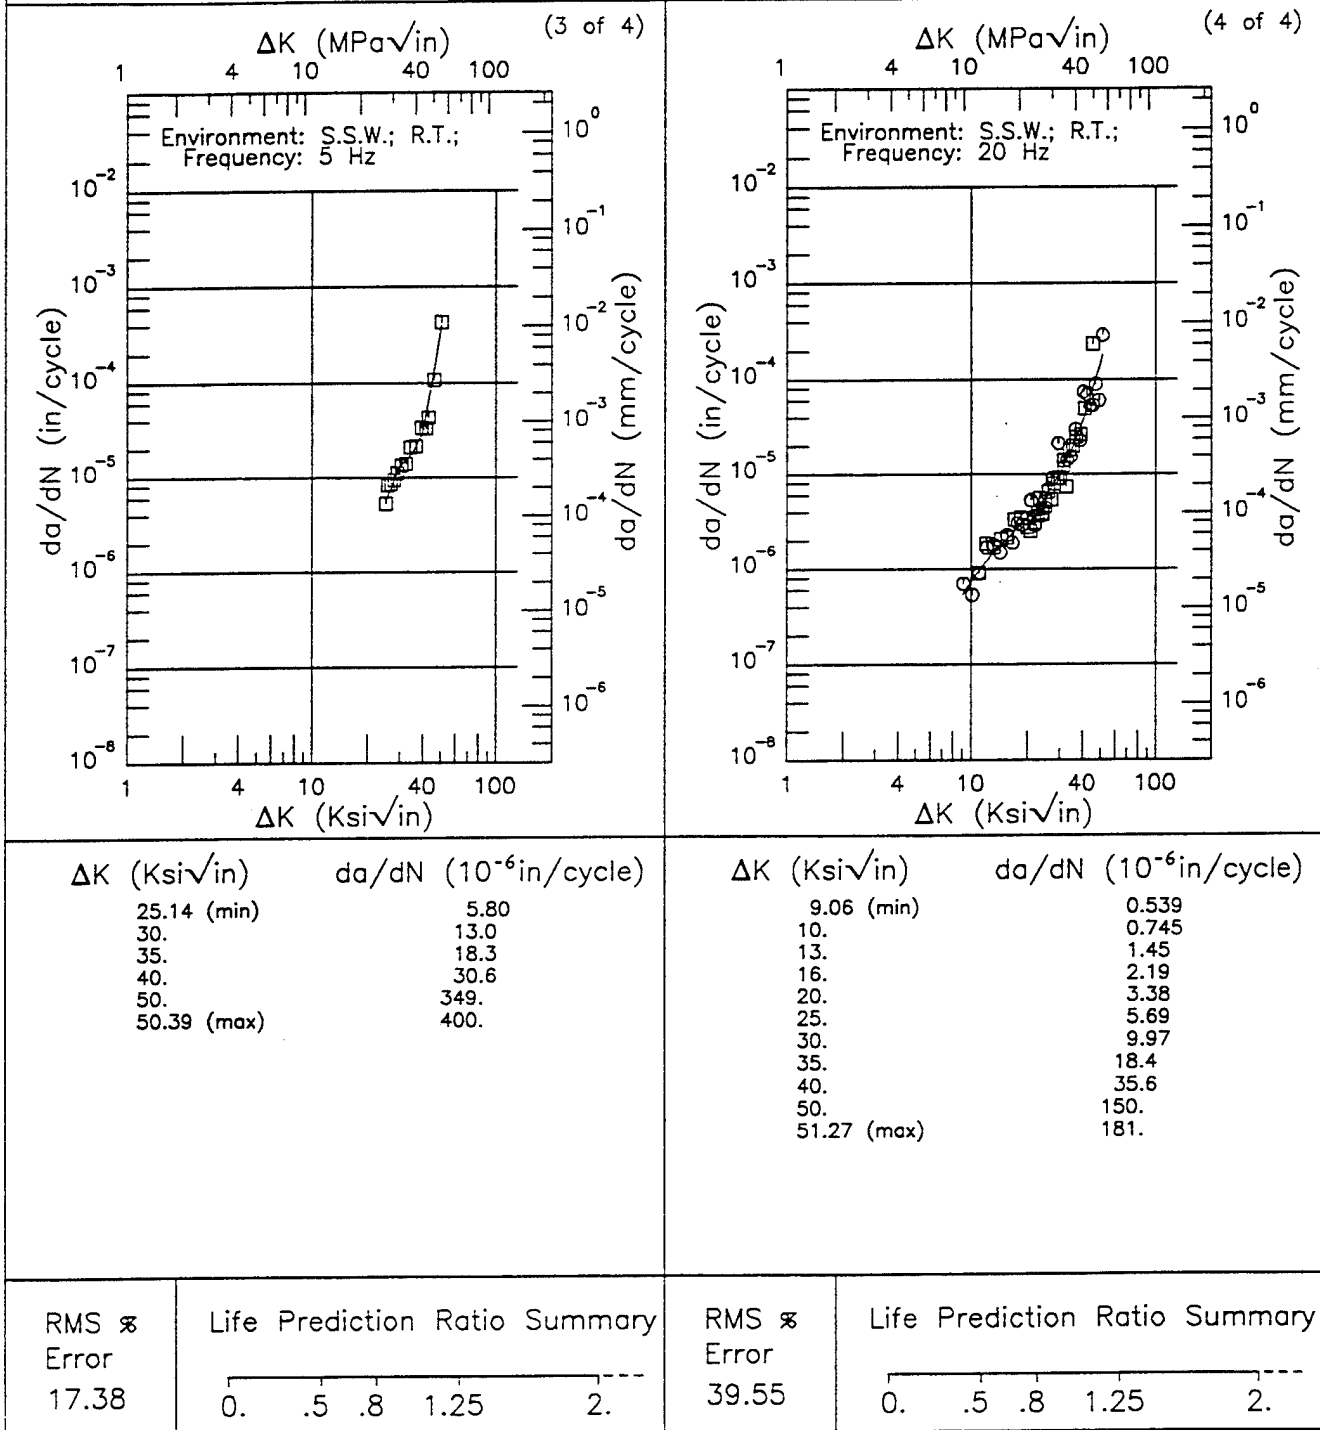 (3 of 4)
ΔK (MPa√in)
1 4 10 40 100
Environment: S.S.W.; R.T.;
Frequency: 5 Hz
da/dN (in/cycle)
10⁻²
10⁻³
10⁻⁴
10⁻⁵
10⁻⁶
10⁻⁷
10⁻⁸
10⁰
10⁻¹
10⁻²
10⁻³
10⁻⁴
10⁻⁵
10⁻⁶
da/dN (mm/cycle)
1 4 10 40 100
ΔK (Ksi√in)
ΔK (Ksi√in) da/dN (10⁻⁶in/cycle)
25.14 (min) 5.80
30. 13.0
35. 18.3
40. 30.6
50. 349.
50.39 (max) 400.
RMS %
Error
17.38
Life Prediction Ratio Summary
0. .5 .8 1.25 2.
(4 of 4)
ΔK (MPa√in)
1 4 10 40 100
Environment: S.S.W.; R.T.;
Frequency: 20 Hz
da/dN (in/cycle)
10⁻²
10⁻³
10⁻⁴
10⁻⁵
10⁻⁶
10⁻⁷
10⁻⁸
10⁰
10⁻¹
10⁻²
10⁻³
10⁻⁴
10⁻⁵
10⁻⁶
da/dN (mm/cycle)
1 4 10 40 100
ΔK (Ksi√in)
ΔK (Ksi√in) da/dN (10⁻⁶in/cycle)
9.06 (min) 0.539
10. 0.745
13. 1.45
16. 2.19
20. 3.38
25. 5.69
30. 9.97
35. 18.4
40. 35.6
50. 150.
51.27 (max) 181.
RMS %
Error
39.55
Life Prediction Ratio Summary
0. .5 .8 1.25 2.